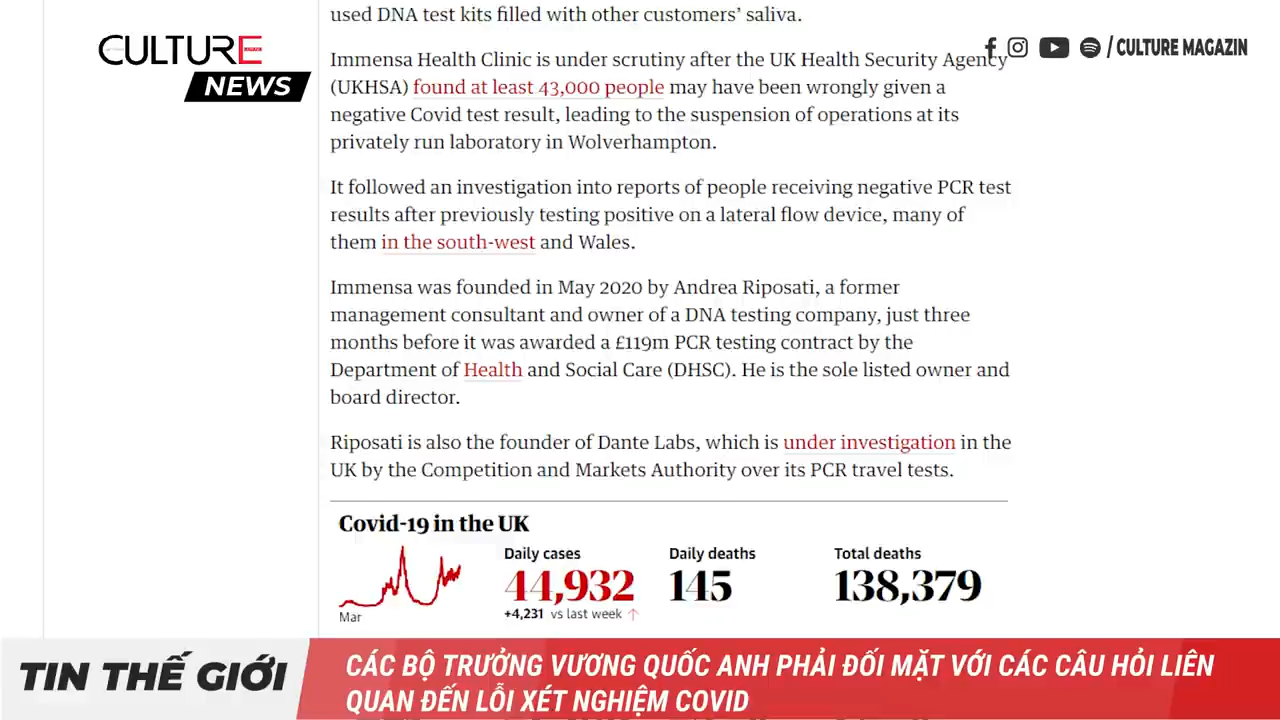 used DNA test kits filled with other customers’ saliva.
CULTURE
NEWS
/ CULTURE MAGAZIN
Immensa Health Clinic is under scrutiny after the UK Health Security Agency
(UKHSA) found at least 43,000 people may have been wrongly given a
negative Covid test result, leading to the suspension of operations at its
privately run laboratory in Wolverhampton.
It followed an investigation into reports of people receiving negative PCR test
results after previously testing positive on a lateral flow device, many of
them in the south-west and Wales.
Immensa was founded in May 2020 by Andrea Riposati, a former
management consultant and owner of a DNA testing company, just three
months before it was awarded a £119m PCR testing contract by the
Department of Health and Social Care (DHSC). He is the sole listed owner and
board director.
Riposati is also the founder of Dante Labs, which is under investigation in the
UK by the Competition and Markets Authority over its PCR travel tests.
Covid-19 in the UK
Daily cases
Daily deaths
Total deaths
44,932
145
138,379
+4,231 vs last week ↑
Mar
TIN THẾ GIỚI
CÁC BỘ TRƯỞNG VƯƠNG QUỐC ANH PHẢI ĐỐI MẶT VỚI CÁC CÂU HỎI LIÊN
QUAN ĐẾN LỖI XÉT NGHIỆM COVID